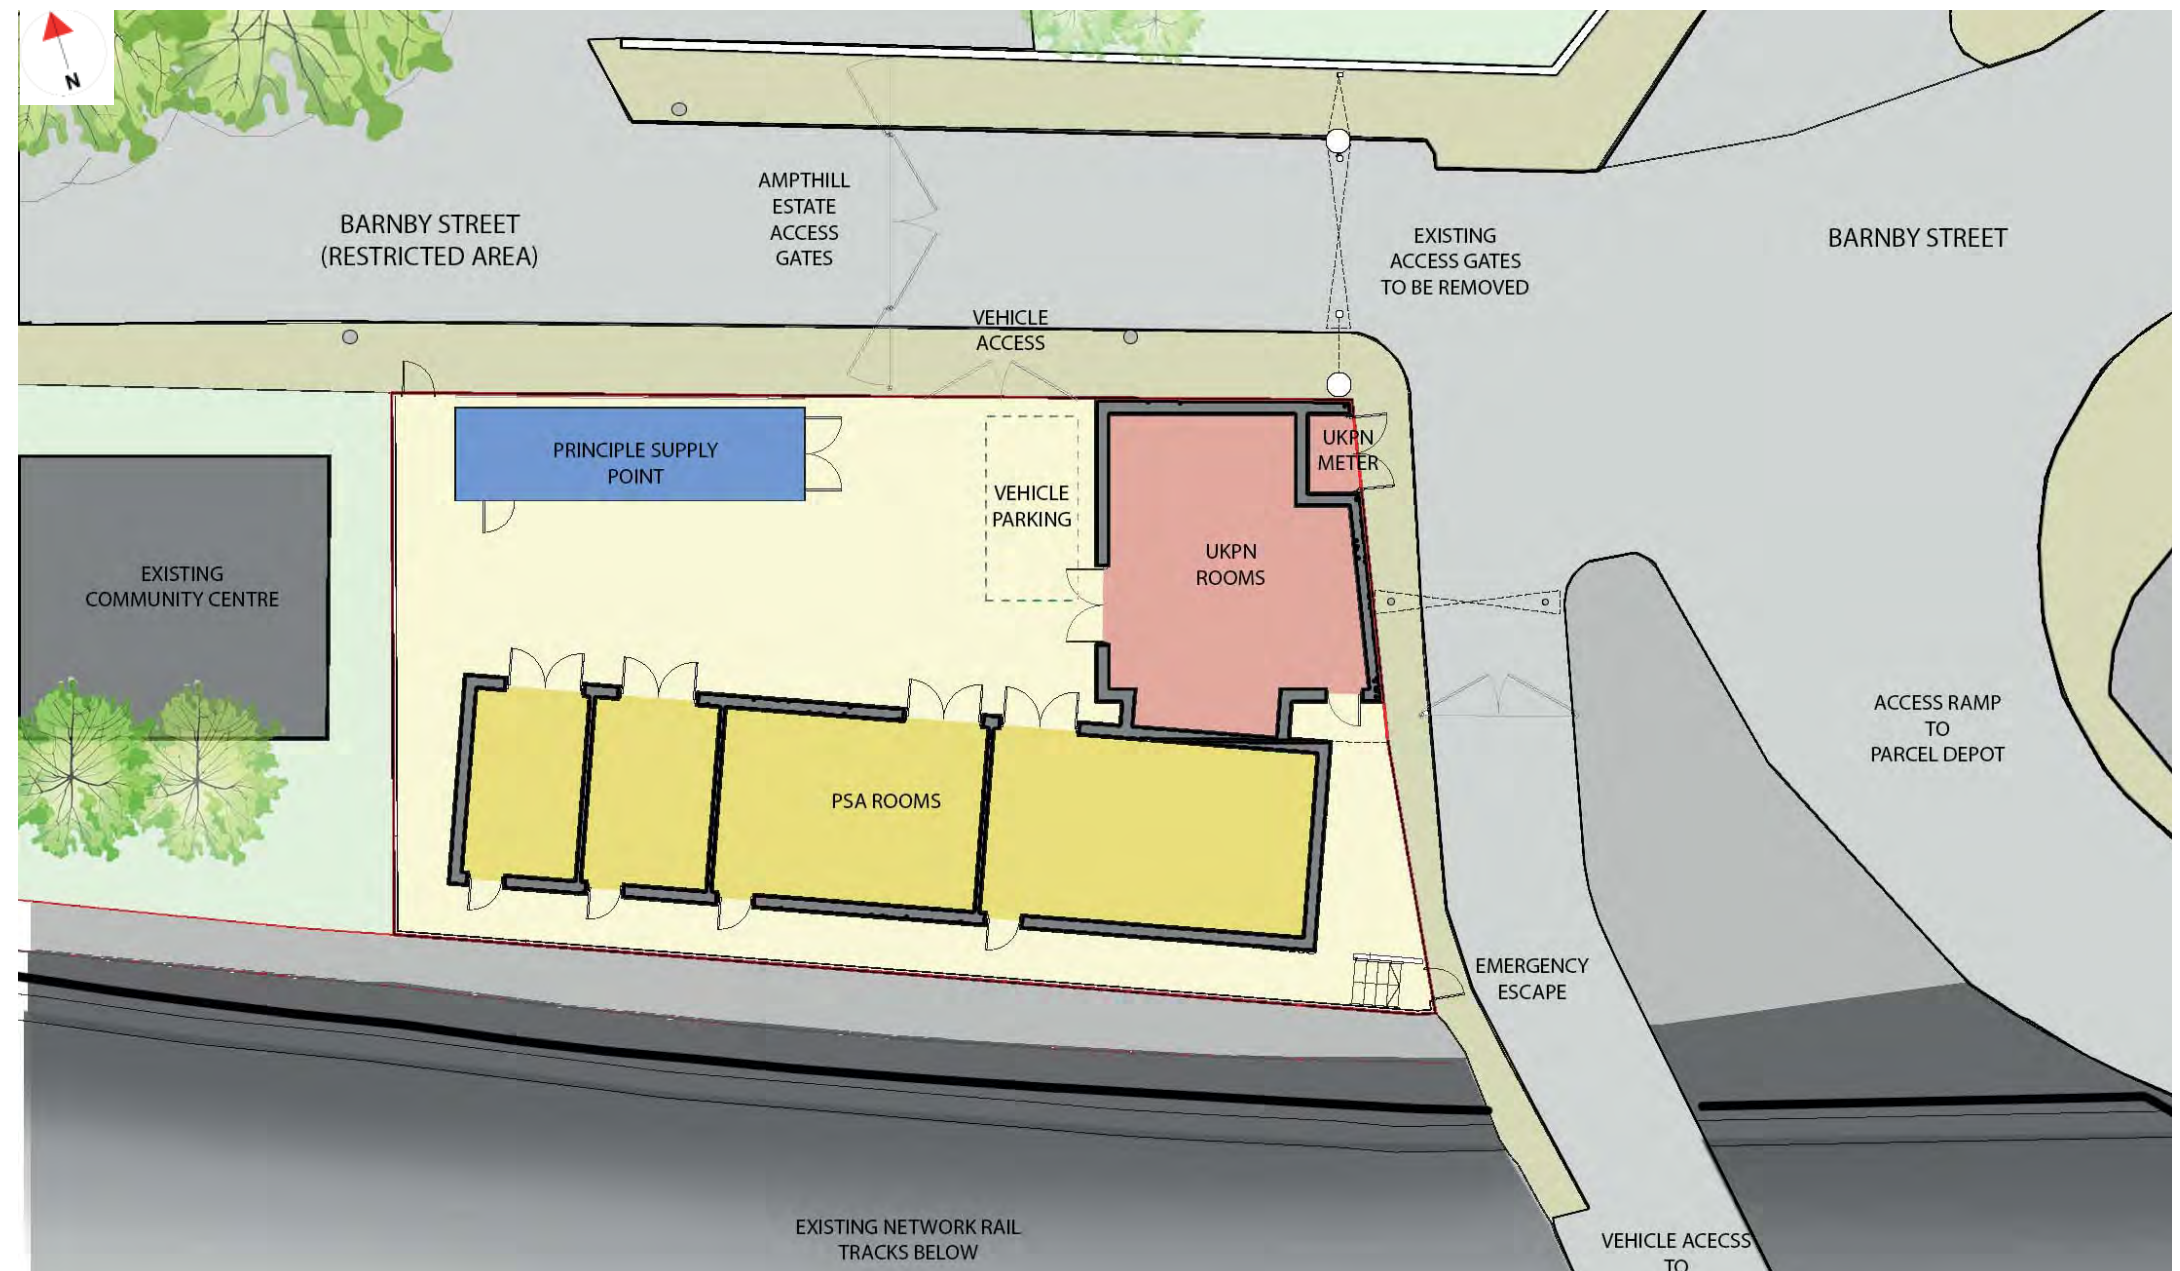 N
AMPTHILL
ESTATE
ACCESS
GATES
BARNBY STREET
(RESTRICTED AREA)
EXISTING
ACCESS GATES
TO BE REMOVED
BARNBY STREET
VEHICLE
ACCESS
PRINCIPLE SUPPLY
POINT
UKPN
METER
VEHICLE
PARKING
UKPN
ROOMS
EXISTING
COMMUNITY CENTRE
ACCESS RAMP
TO
PARCEL DEPOT
PSA ROOMS
EMERGENCY
ESCAPE
EXISTING NETWORK RAIL
TRACKS BELOW
VEHICLE ACECSS
TO